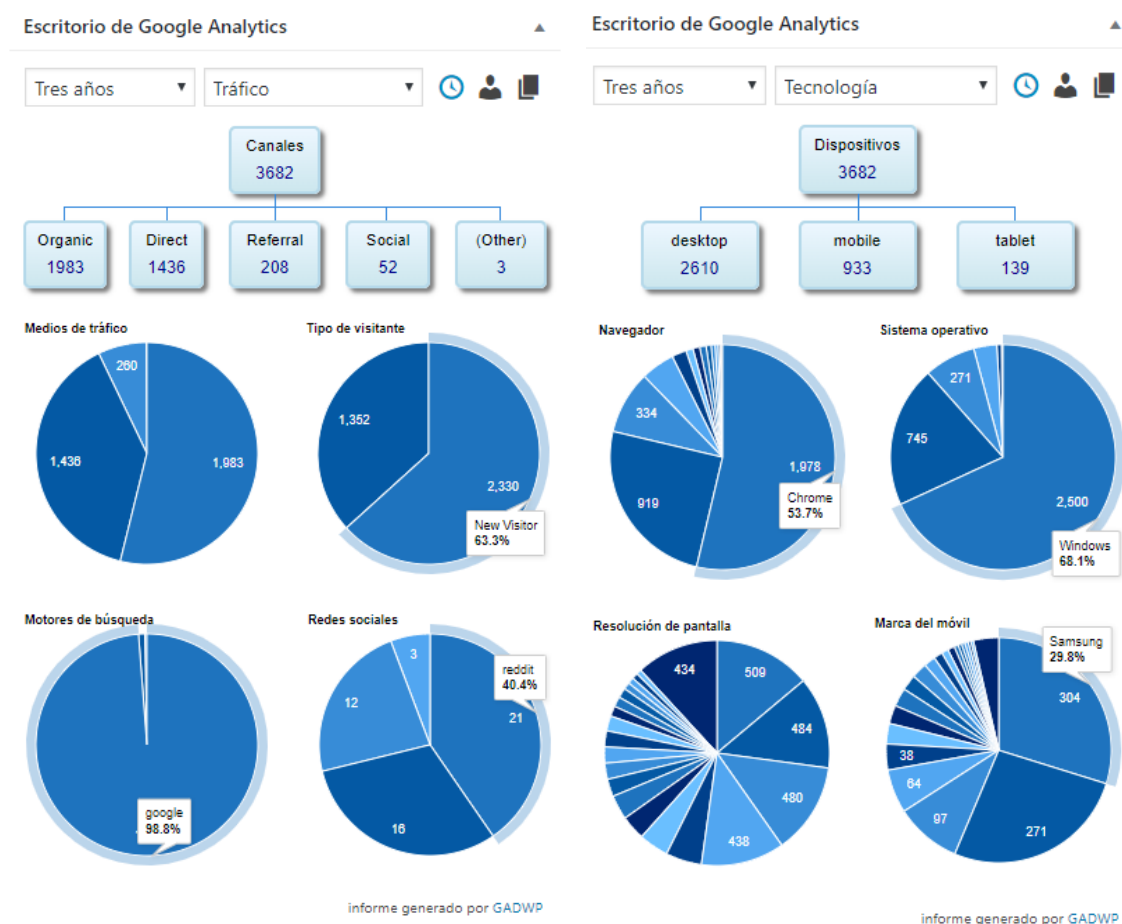 Escritorio de Google Analytics
Tres años
Tráfico
Canales
3682
Organic
1983
Direct
1436
Referral
208
Social
52
(Other)
3
Medios de tráfico
260
1,436
1,983
Tipo de visitante
1,352
2,330
New Visitor
63.3%
Motores de búsqueda
google
98.8%
Redes sociales
3
reddit
40.4%
12
21
16
informe generado por GADWP
Escritorio de Google Analytics
Tres años
Tecnología
Dispositivos
3682
desktop
2610
mobile
933
tablet
139
Navegador
334
1,978
Chrome
53.7%
919
Sistema operativo
271
745
2,500
Windows
68.1%
Resolución de pantalla
434
509
484
480
438
Marca del móvil
Samsung
29.8%
304
38
64
97
271
informe generado por GADWP